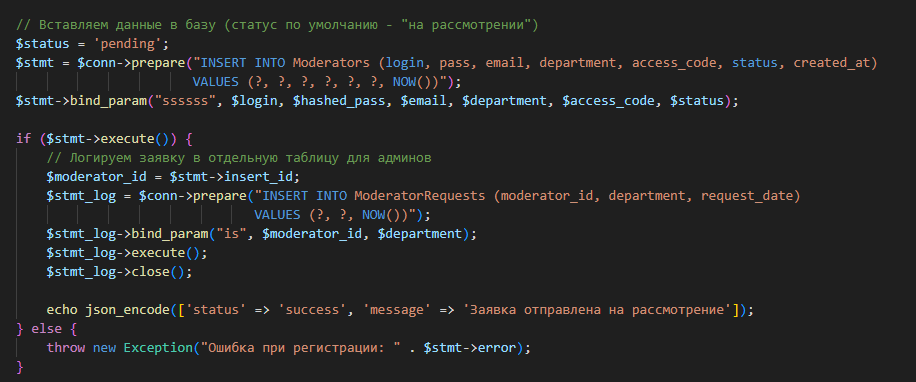 // Вставляем данные в базу (статус по умолчанию - "на рассмотрении")
$status = 'pending';
$stmt = $conn->prepare("INSERT INTO Moderators (login, pass, email, department, access_code, status, created_at)
VALUES (?, ?, ?, ?, ?, ?, NOW())");
$stmt->bind_param("ssssss", $login, $hashed_pass, $email, $department, $access_code, $status);
if ($stmt->execute()) {
// Логируем заявку в отдельную таблицу для админов
$moderator_id = $stmt->insert_id;
$stmt_log = $conn->prepare("INSERT INTO ModeratorRequests (moderator_id, department, request_date)
VALUES (?, ?, NOW())");
$stmt_log->bind_param("is", $moderator_id, $department);
$stmt_log->execute();
$stmt_log->close();
echo json_encode(['status' => 'success', 'message' => 'Заявка отправлена на рассмотрение']);
} else {
throw new Exception("Ошибка при регистрации: " . $stmt->error);
}